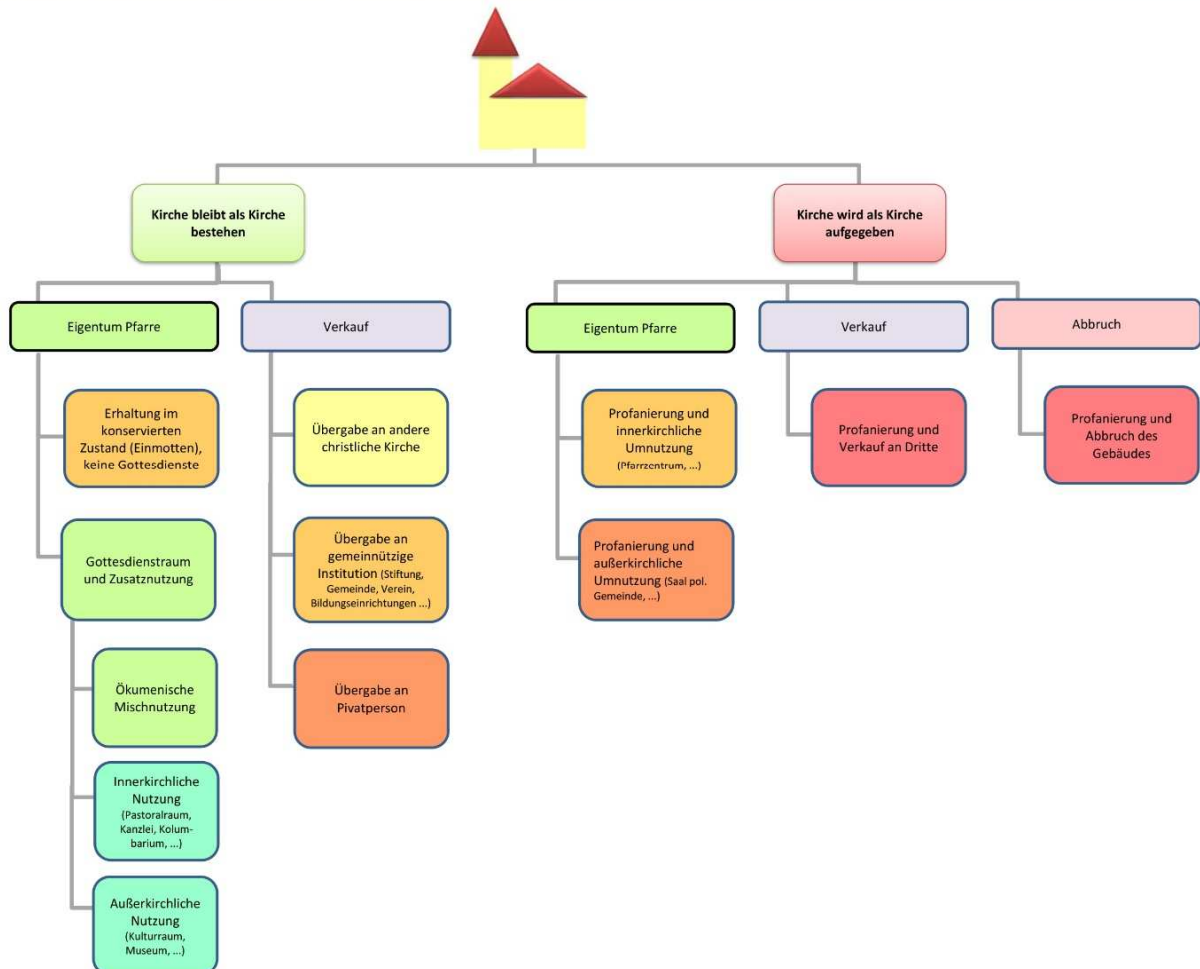 Kirche bleibt als Kirche
bestehen
Kirche wird als Kirche
aufgegeben
Eigentum Pfarre
Verkauf
Eigentum Pfarre
Verkauf
Abbruch
Erhaltung im
konservierten
Zustand (Einmotten),
keine Gottesdienste
Übergabe an andere
christliche Kirche
Profanierung und
innerkirchliche
Umnutzung
(Pfarrzentrum, ...)
Profanierung und
Verkauf an Dritte
Profanierung und
Abbruch des
Gebäudes
Gottesdienstraum
und Zusatznutzung
Übergabe an
gemeinnützige
Institution (Stiftung,
Gemeinde, Verein,
Bildungseinrichtungen ...)
Profanierung und
außerkirchliche
Umnutzung (Saal pol.
Gemeinde, ...)
Ökumenische
Mischnutzung
Übergabe an
Pivatperson
Innerkirchliche
Nutzung
(Pastoralraum,
Kanzlei, Kolum-
barium, ...)
Außerkirchliche
Nutzung
(Kulturraum,
Museum, ...)